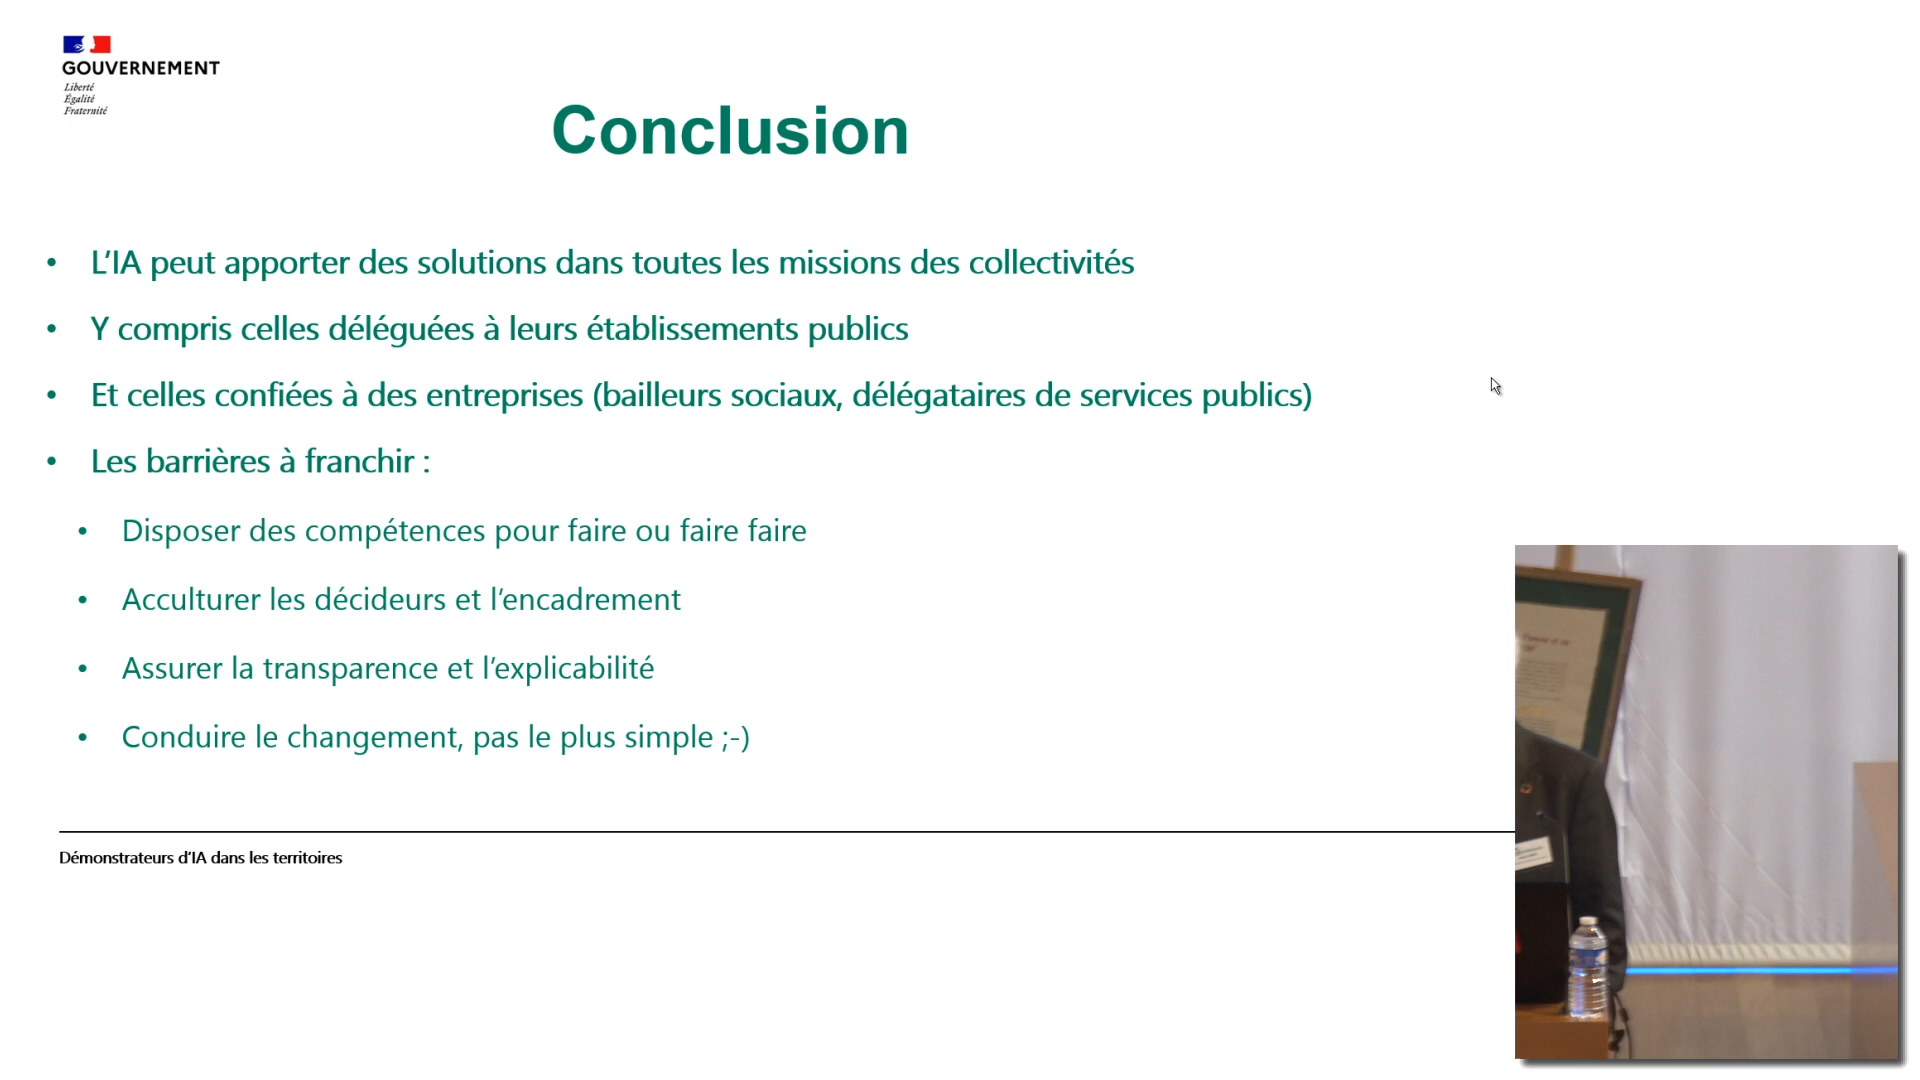 GOUVERNEMENT
Liberté
Égalité
Fraternité
Conclusion
• L’IA peut apporter des solutions dans toutes les missions des collectivités
• Y compris celles déléguées à leurs établissements publics
• Et celles confiées à des entreprises (bailleurs sociaux, délégataires de services publics)
• Les barrières à franchir :
• Disposer des compétences pour faire ou faire faire
• Acculturer les décideurs et l’encadrement
• Assurer la transparence et l’explicabilité
• Conduire le changement, pas le plus simple ;-)
Démonstrateurs d’IA dans les territoires